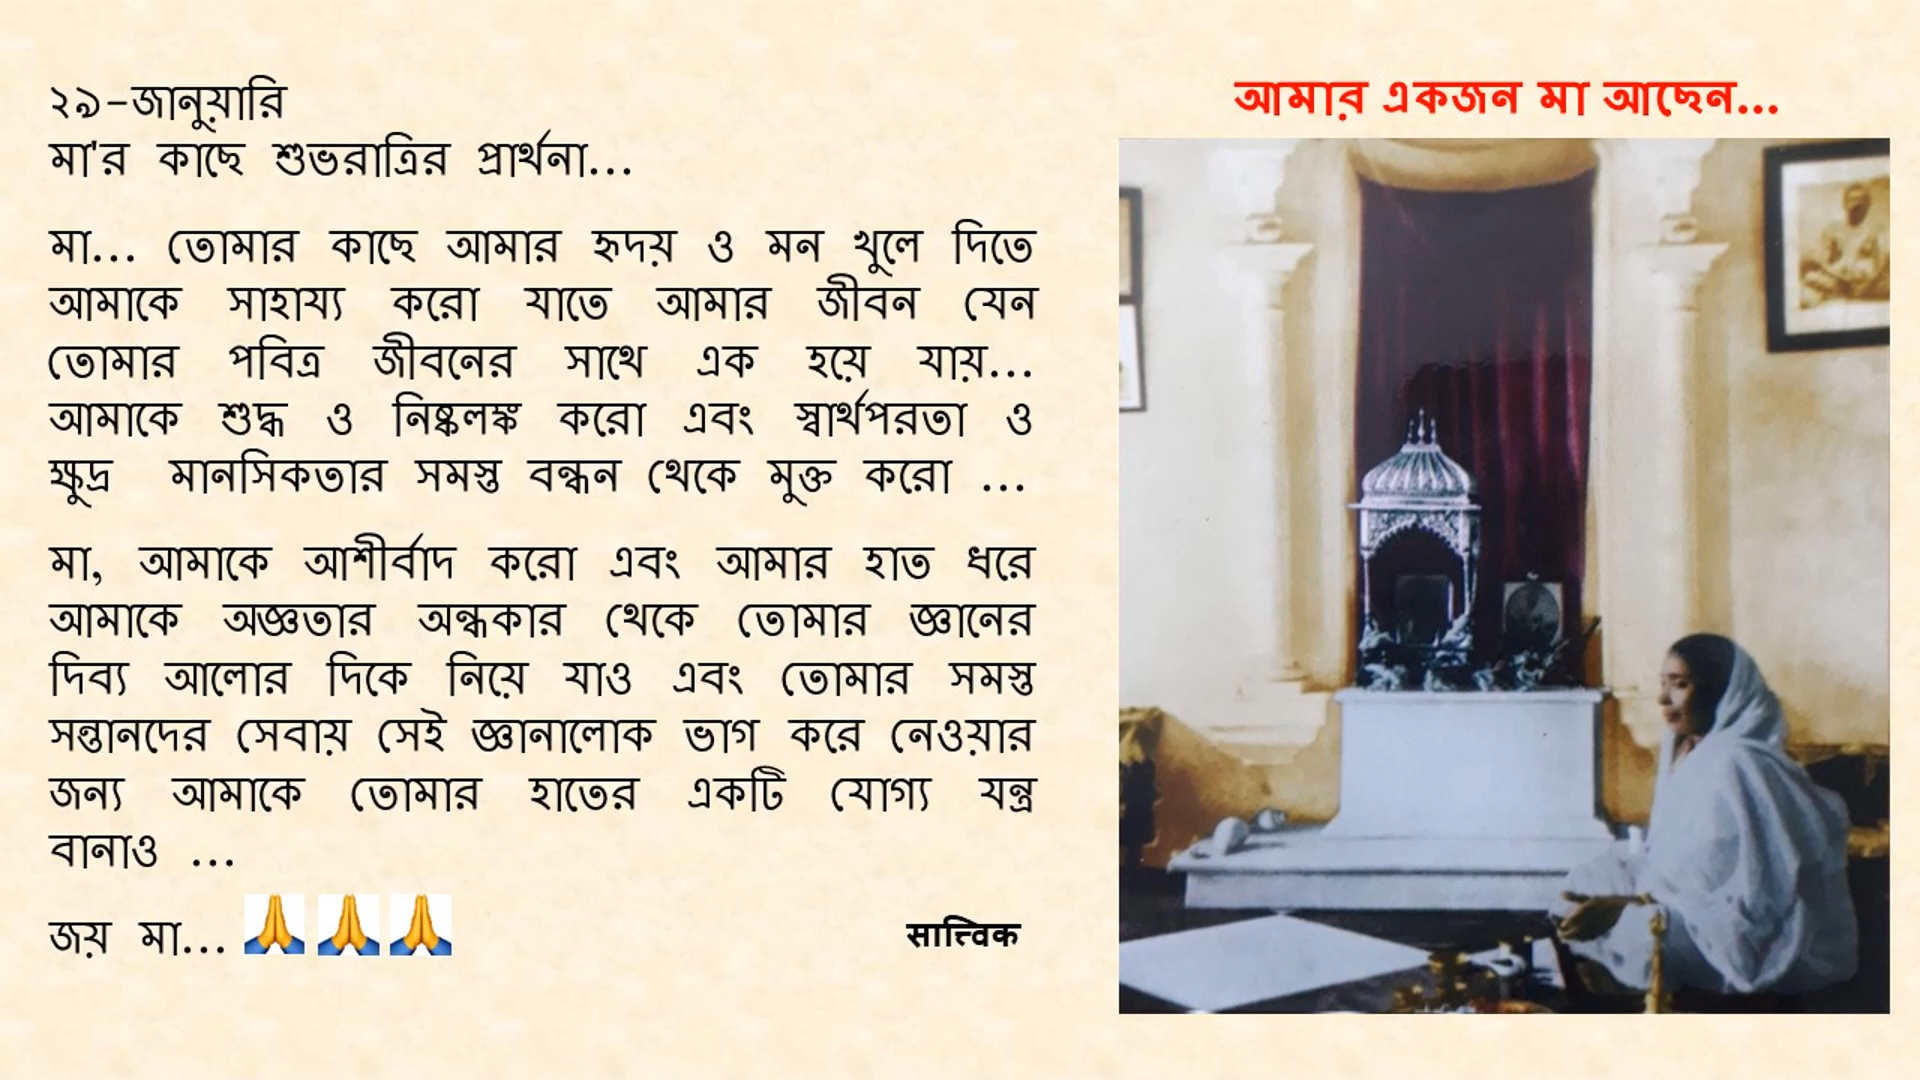 ২৯-জানুয়ারি
মা'র কাছে শুভরাত্রির প্রার্থনা...
মা... তোমার কাছে আমার হৃদয় ও মন খুলে দিতে
আমাকে সাহায্য করো যাতে আমার জীবন যেন
তোমার পবিত্র জীবনের সাথে এক হয়ে যায়...
আমাকে শুদ্ধ ও নিষ্কলঙ্ক করো এবং স্বার্থপরতা ও
ক্ষুদ্র মানসিকতার সমস্ত বন্ধন থেকে মুক্ত করো ...
মা, আমাকে আশীর্বাদ করো এবং আমার হাত ধরে
আমাকে অজ্ঞতার অন্ধকার থেকে তোমার জ্ঞানের
দিব্য আলোর দিকে নিয়ে যাও এবং তোমার সমস্ত
সন্তানদের সেবায় সেই জ্ঞানালোক ভাগ করে নেওয়ার
জন্য আমাকে তোমার হাতের একটি যোগ্য যন্ত্র
বানাও ...
জয় মা... 🙏 🙏 🙏
सात्त्विक
আমার একজন মা আছেন...